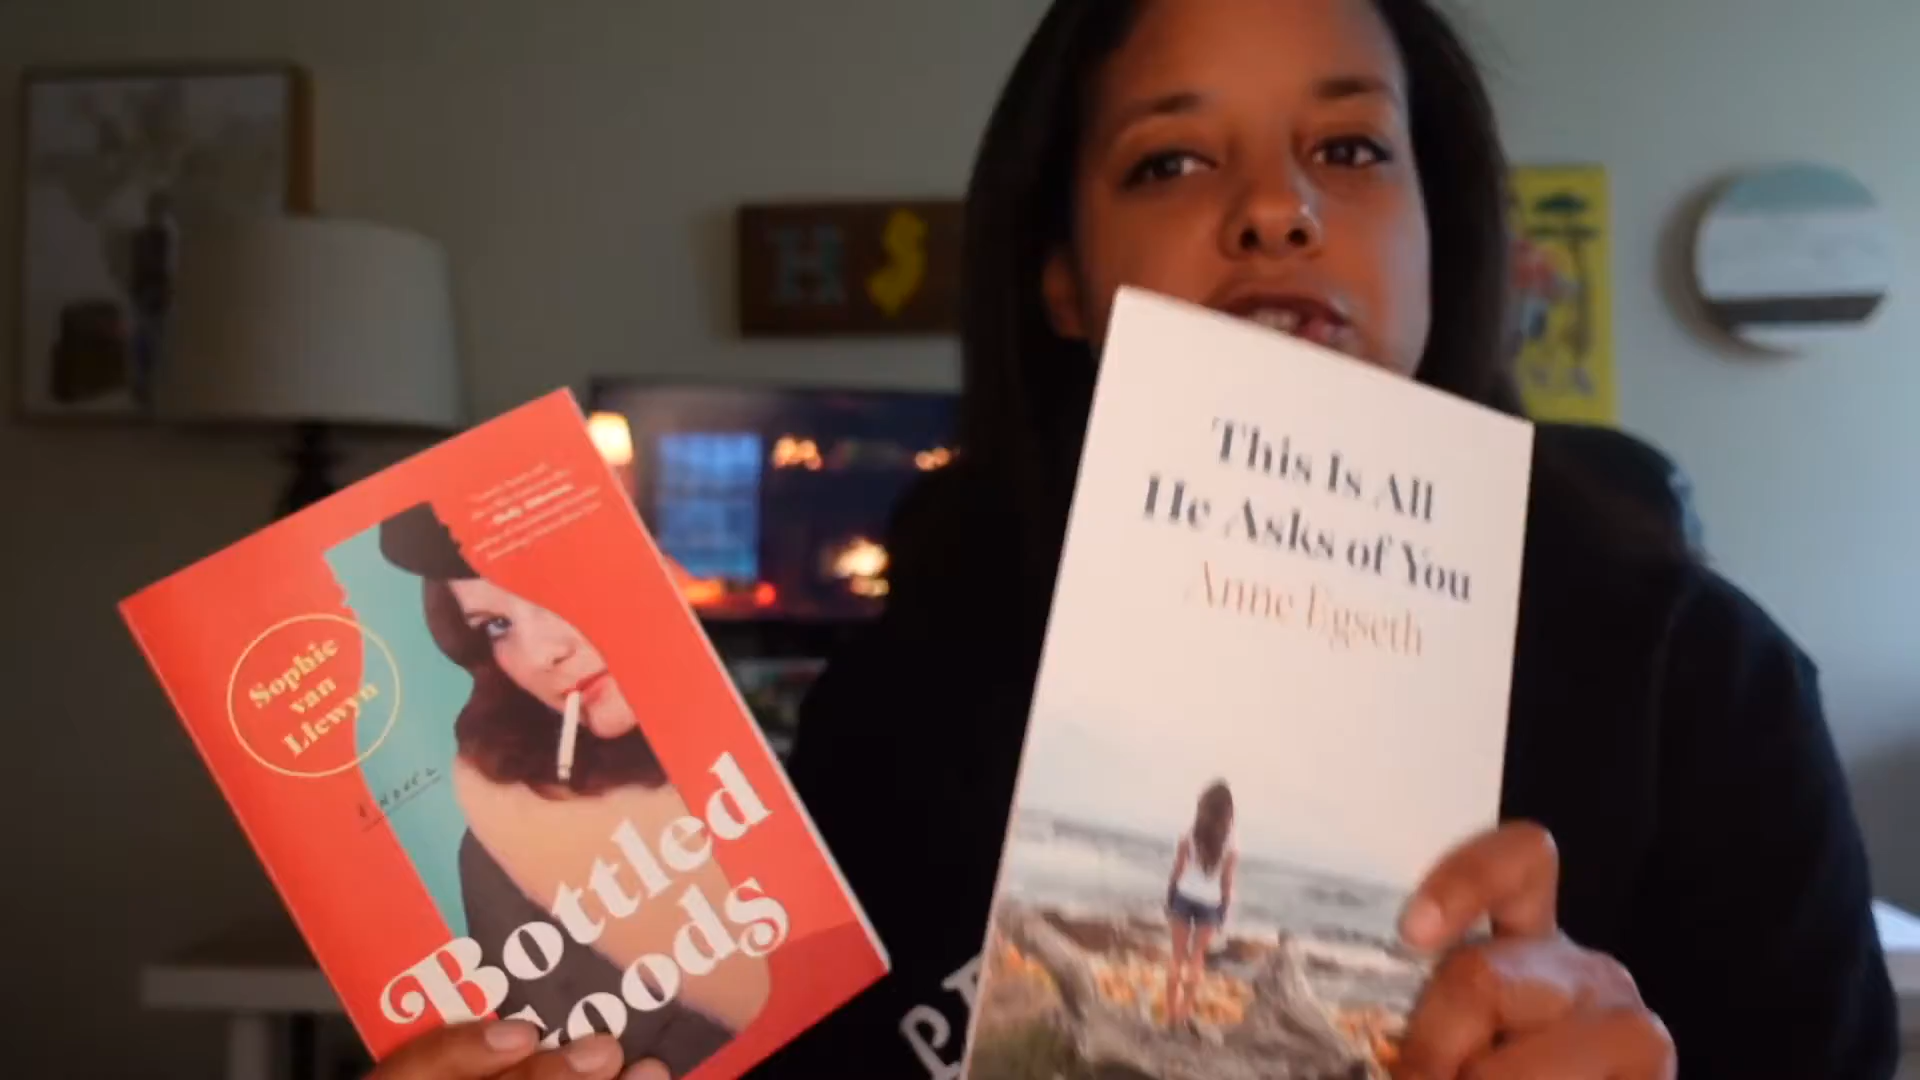 Sophie
van
Llewyn
a novel
Bottled
Goods
This Is All
He Asks of You
Anne Egseth
H